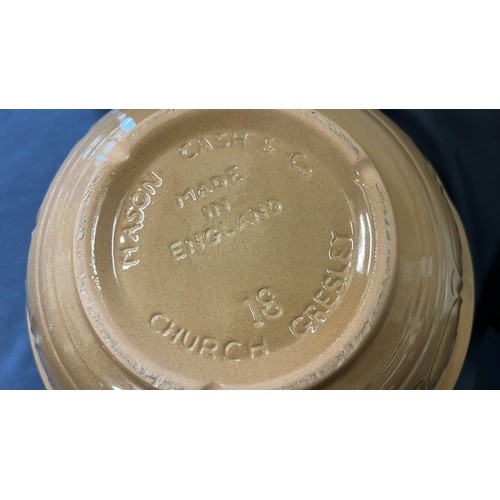 MASON CASH & Co
MADE
IN
ENGLAND
18
CHURCH GRESLEY